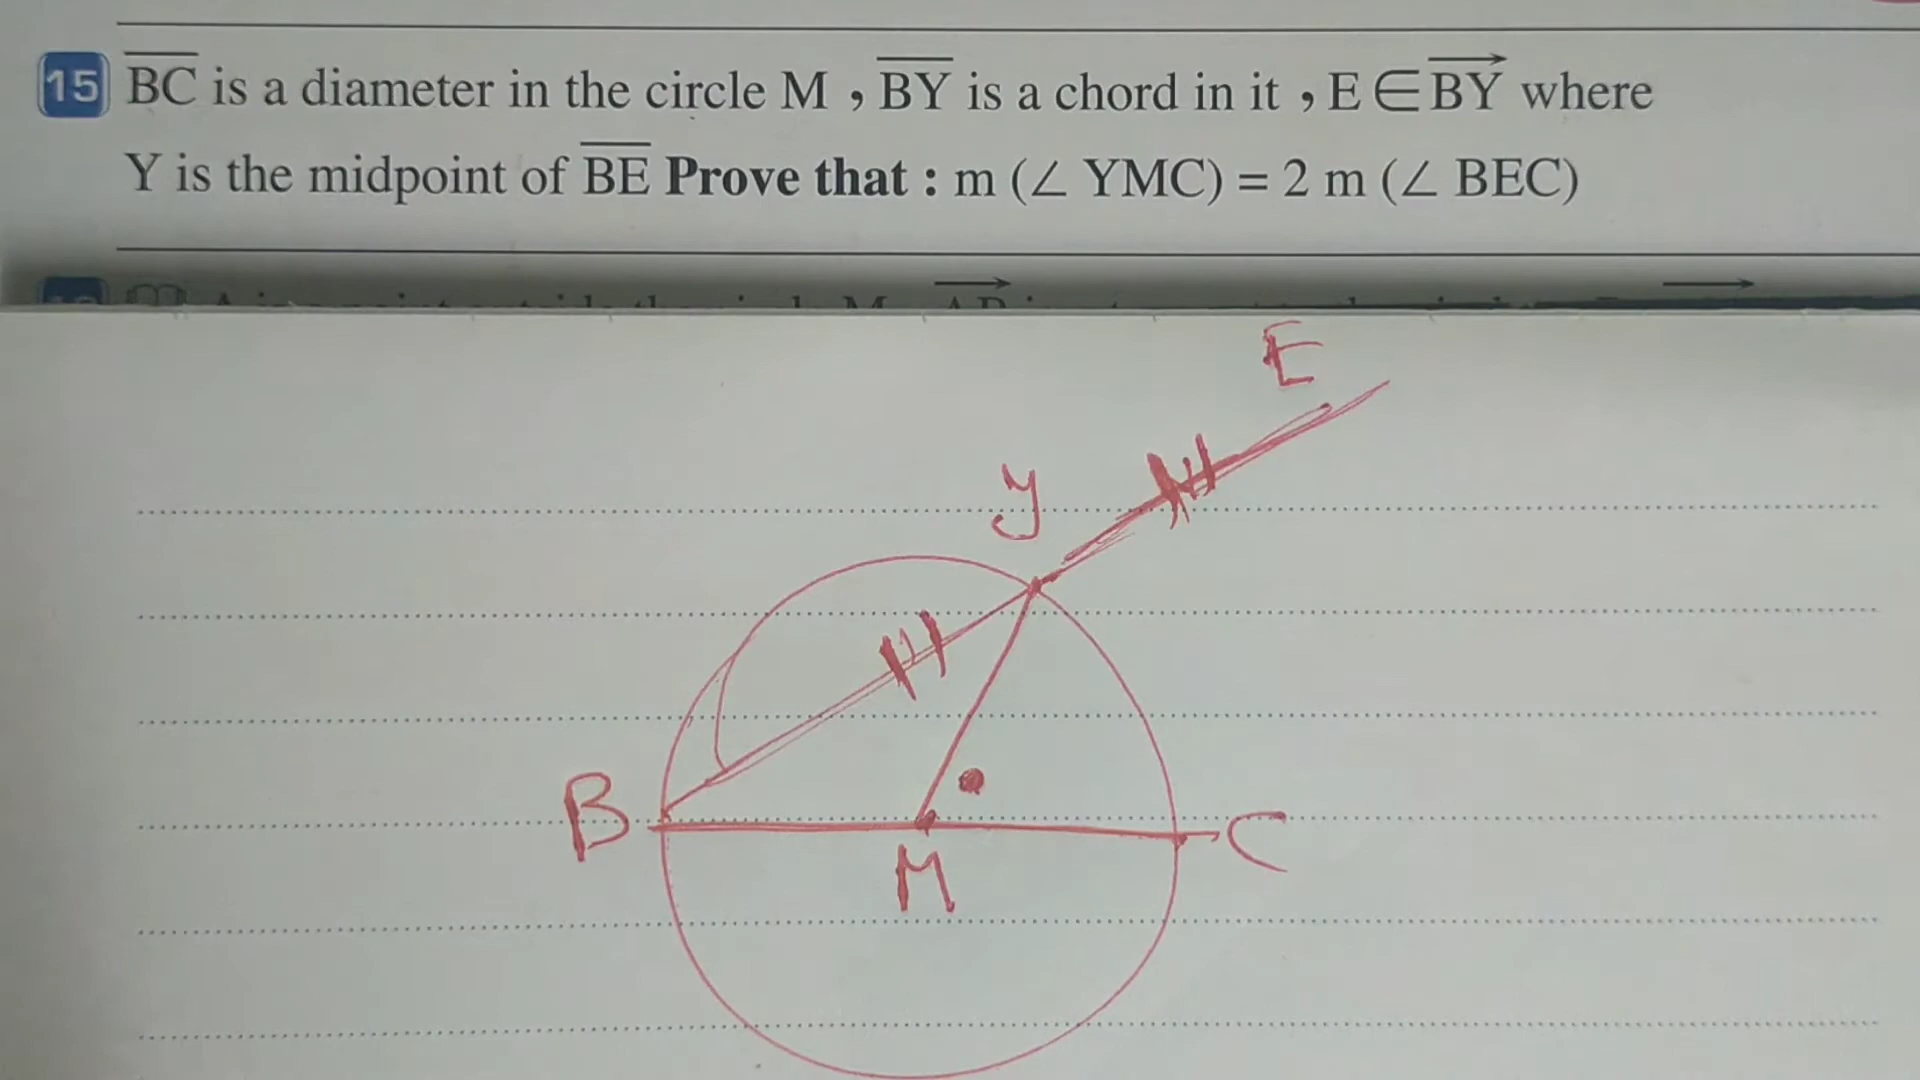 15 BC is a diameter in the circle M , BY is a chord in it , E ∈ BY where
Y is the midpoint of BE Prove that : m (∠ YMC) = 2 m (∠ BEC)
E
y
B
C
M